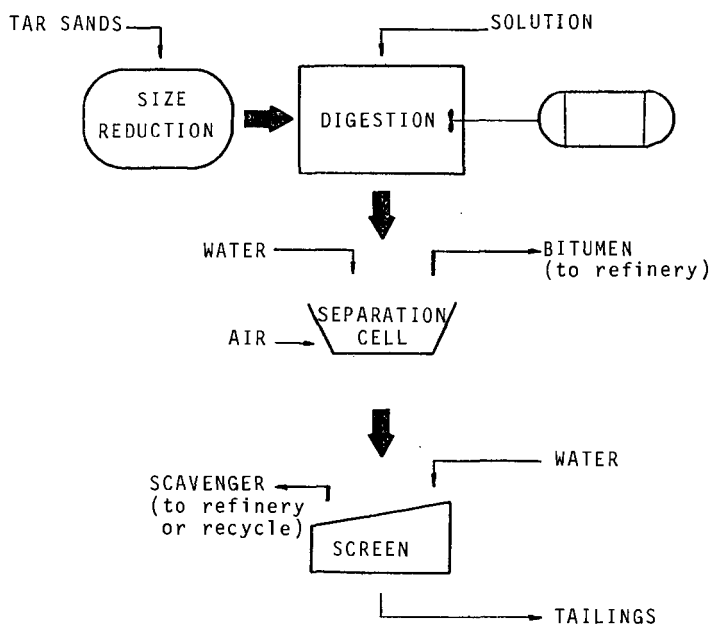 TAR SANDS
SOLUTION
SIZE
REDUCTION
DIGESTION
WATER
BITUMEN
(to refinery)
SEPARATION
CELL
AIR
WATER
SCAVENGER
(to refinery
or recycle)
SCREEN
TAILINGS